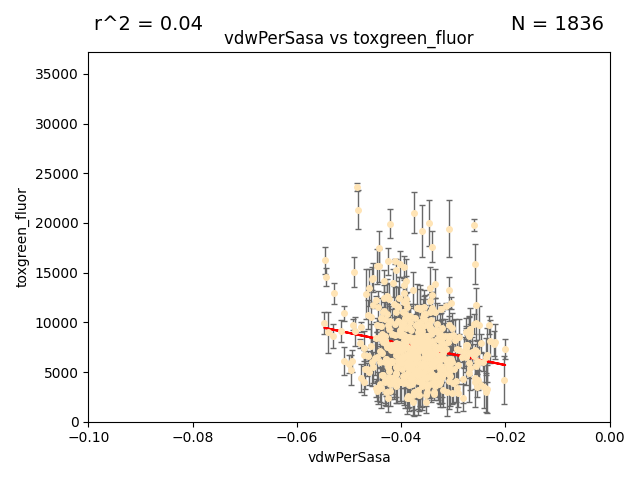 r^2 = 0.04
N = 1836
vdwPerSasa vs toxgreen_fluor
35000
30000
25000
20000
15000
10000
5000
0
toxgreen_fluor
−0.10
−0.08
−0.06
−0.04
−0.02
0.00
vdwPerSasa